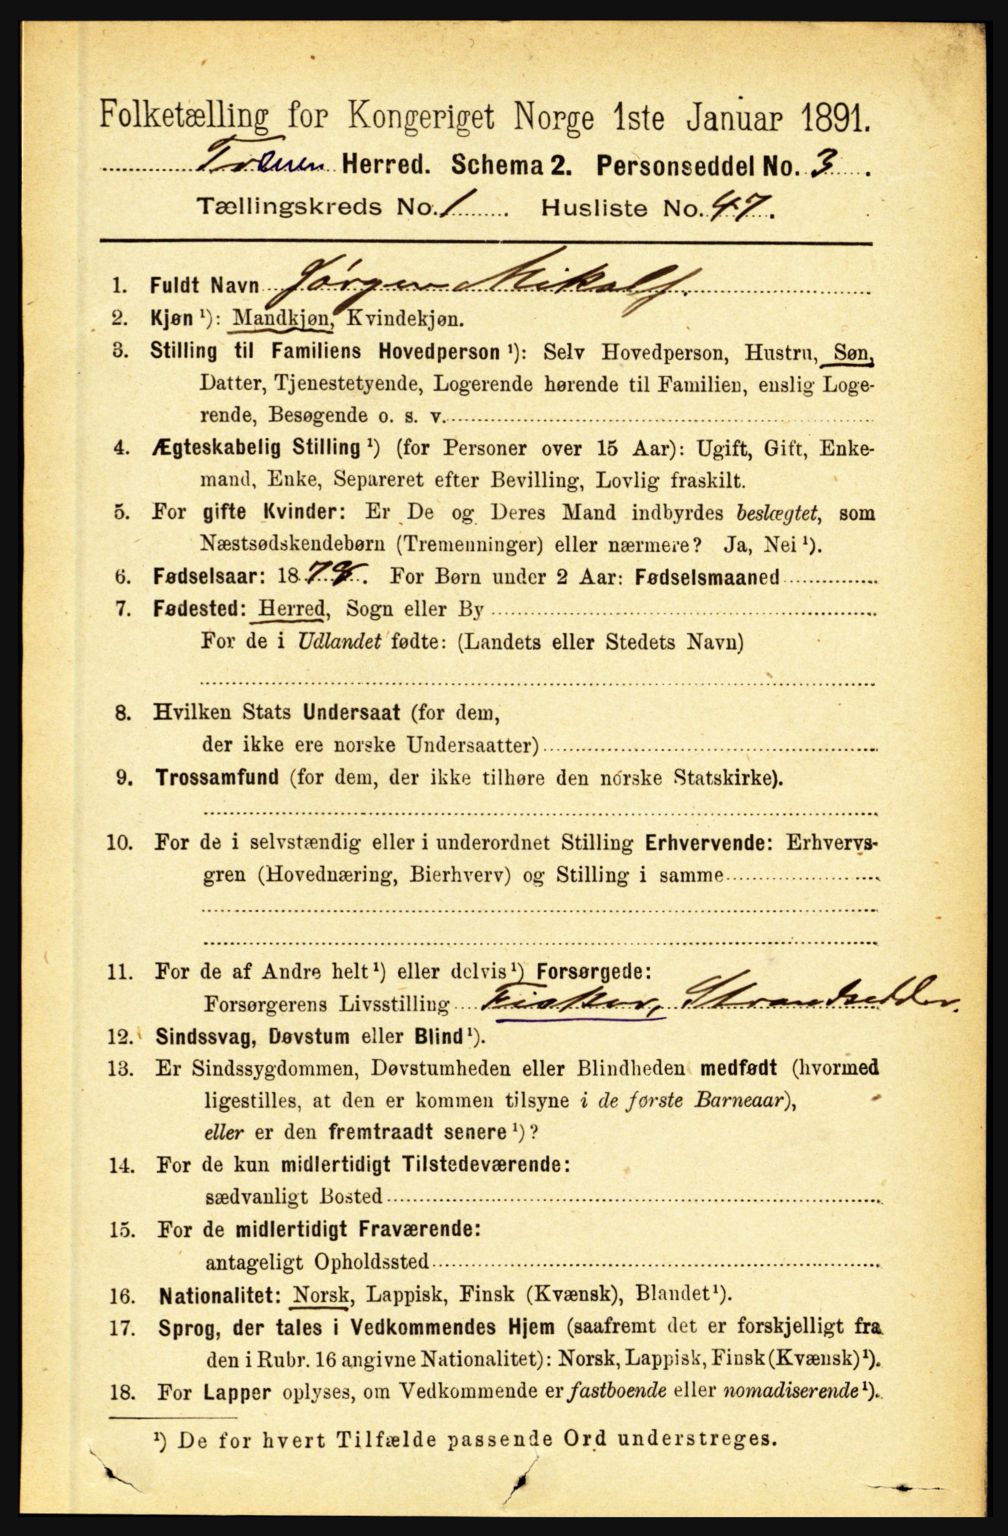 Folketælling for Kongeriget Norge 1ste Januar 1891.
Trænen Herred. Schema 2. Personseddel No. 3.
Tællingskreds No. 1. Husliste No. 47.
1. Fuldt Navn Jørgen Mikals.
2. Kjøn ¹): Mandkjøn, Kvindekjøn.
3. Stilling til Familiens Hovedperson ¹): Selv Hovedperson, Hustru, Søn,
Datter, Tjenestetyende, Logerende hørende til Familien, enslig Loge-
rende, Besøgende o. s. v.
4. Ægteskabelig Stilling ¹) (for Personer over 15 Aar): Ugift, Gift, Enke-
mand, Enke, Separeret efter Bevilling, Lovlig fraskilt.
5. For gifte Kvinder: Er De og Deres Mand indbyrdes beslægtet, som
Næstsødskendebørn (Tremenninger) eller nærmere? Ja, Nei ¹).
6. Fødselsaar: 1878. For Børn under 2 Aar: Fødselsmaaned
7. Fødested: Herred, Sogn eller By
For de i Udlandet fødte: (Landets eller Stedets Navn)
8. Hvilken Stats Undersaat (for dem,
der ikke ere norske Undersaatter)
9. Trossamfund (for dem, der ikke tilhøre den norske Statskirke).
10. For de i selvstændig eller i underordnet Stilling Erhvervende: Erhvervs-
gren (Hovednæring, Bierhverv) og Stilling i samme
11. For de af Andre helt ¹) eller delvis ¹) Forsørgede:
Forsørgerens Livsstilling Fisker, Strandsidder.
12. Sindssvag, Døvstum eller Blind ¹).
13. Er Sindssygdommen, Døvstumheden eller Blindheden medfødt (hvormed
ligestilles, at den er kommen tilsyne i de første Barneaar),
eller er den fremtraadt senere ¹)?
14. For de kun midlertidigt Tilstedeværende:
sædvanligt Bosted
15. For de midlertidigt Fraværende:
antageligt Opholdssted
16. Nationalitet: Norsk, Lappisk, Finsk (Kvænsk), Blandet ¹).
17. Sprog, der tales i Vedkommendes Hjem (saafremt det er forskjelligt fra
den i Rubr. 16 angivne Nationalitet): Norsk, Lappisk, Finsk (Kvænsk) ¹).
18. For Lapper oplyses, om Vedkommende er fastboende eller nomadiserende ¹).
¹) De for hvert Tilfælde passende Ord understreges.